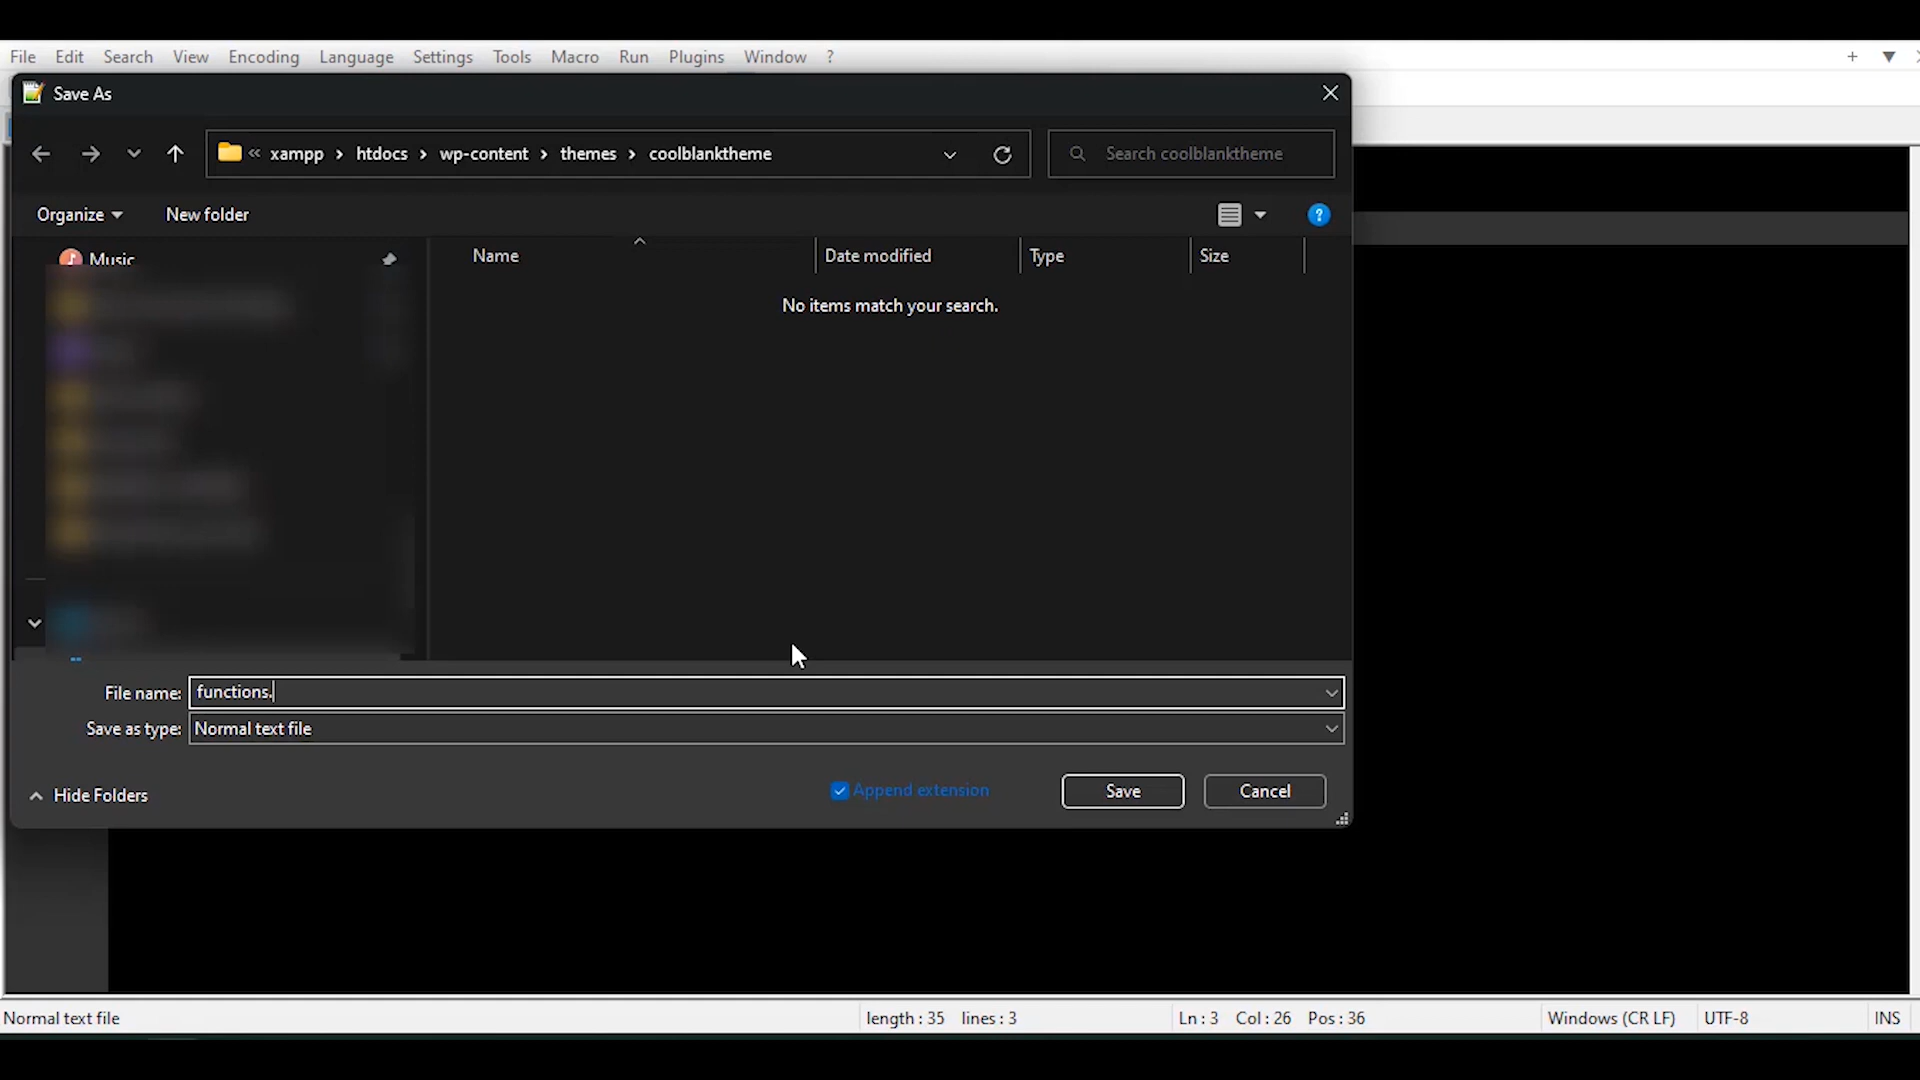 File Edit Search View Encoding Language Settings Tools Macro Run Plugins Window ?
+ ▼
Save As
« xampp › htdocs › wp-content › themes › coolblanktheme
Search coolblanktheme
Organize New folder
?
Name Date modified Type Size
Music
No items match your search.
File name: functions.
Save as type: Normal text file
Hide Folders
Append extension
Save Cancel
Normal text file length : 35 lines : 3 Ln : 3 Col : 26 Pos : 36 Windows (CR LF) UTF-8 INS